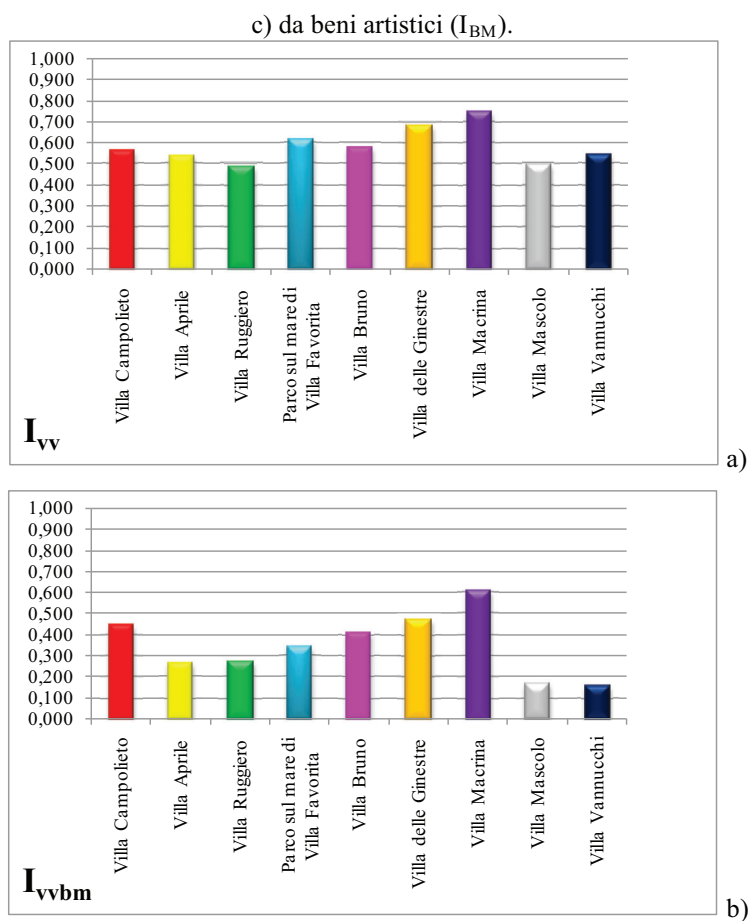 c) da beni artistici (I_BM).
1,000
0,900
0,800
0,700
0,600
0,500
0,400
0,300
0,200
0,100
0,000
Villa Campolieto
Villa Aprile
Villa Ruggiero
Parco sul mare di
Villa Favorita
Villa Bruno
Villa delle Ginestre
Villa Macrina
Villa Mascolo
Villa Vannucchi
I_vv
a)
1,000
0,900
0,800
0,700
0,600
0,500
0,400
0,300
0,200
0,100
0,000
Villa Campolieto
Villa Aprile
Villa Ruggiero
Parco sul mare di
Villa Favorita
Villa Bruno
Villa delle Ginestre
Villa Macrina
Villa Mascolo
Villa Vannucchi
I_vvbm
b)